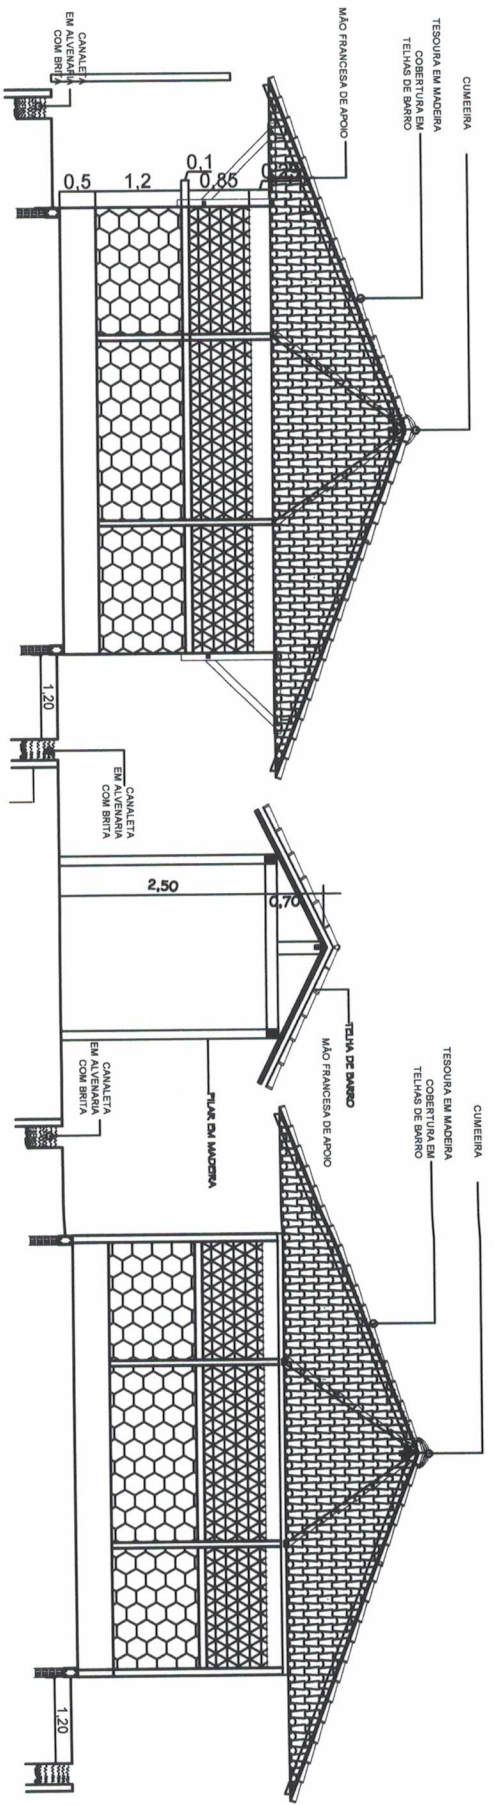 CUMEEIRA
TESOURA EM MADEIRA
COBERTURA EM
TELHAS DE BARRO
MÃO FRANCESA DE APOIO
CANALETA
EM ALVENARIA
COM BRITA
0,5
1,2
0,1
0,85
1,20
CANALETA
EM ALVENARIA
COM BRITA
2,50
0,70
TELHA DE BARRO
MÃO FRANCESA DE APOIO
PILAR EM MADEIRA
CANALETA
EM ALVENARIA
COM BRITA
CUMEEIRA
TESOURA EM MADEIRA
COBERTURA EM
TELHAS DE BARRO
1,20